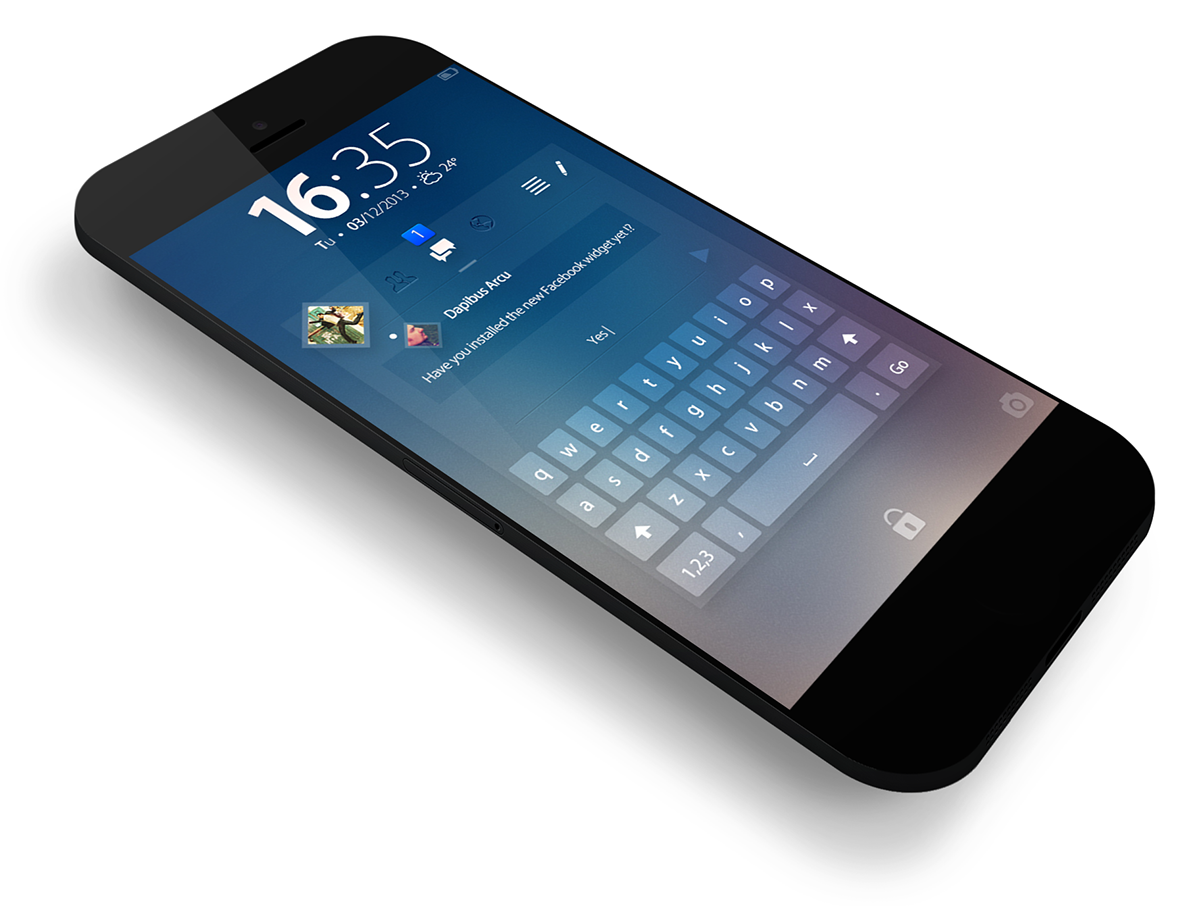 16:35
Tu • 03/12/2013 • 24°
1
Dapibus Arcu
Have you installed the new Facebook widget yet !?
Yes |
q w e r t y u i o p
a s d f g h j k l x
z x c v b n m
1,2,3 , . Go